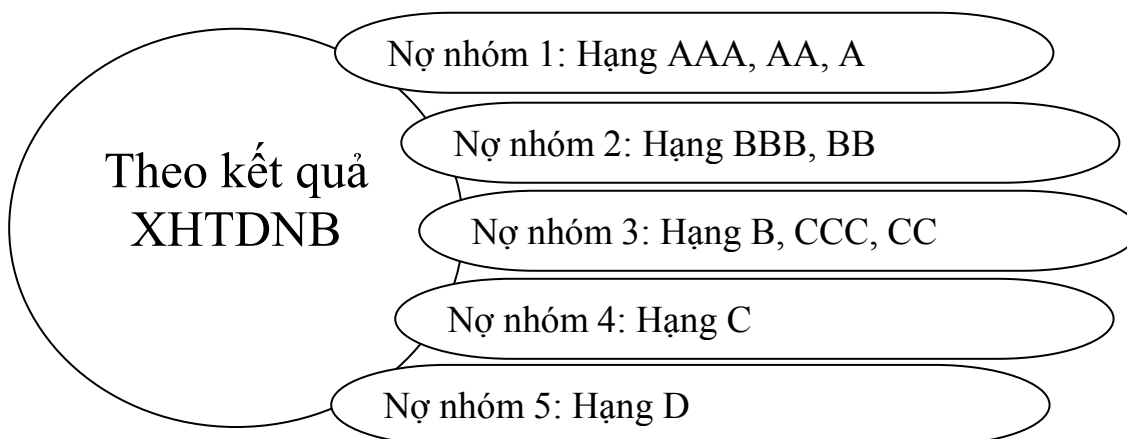 Theo kết quả
XHTDNB
Nợ nhóm 1: Hạng AAA, AA, A
Nợ nhóm 2: Hạng BBB, BB
Nợ nhóm 3: Hạng B, CCC, CC
Nợ nhóm 4: Hạng C
Nợ nhóm 5: Hạng D